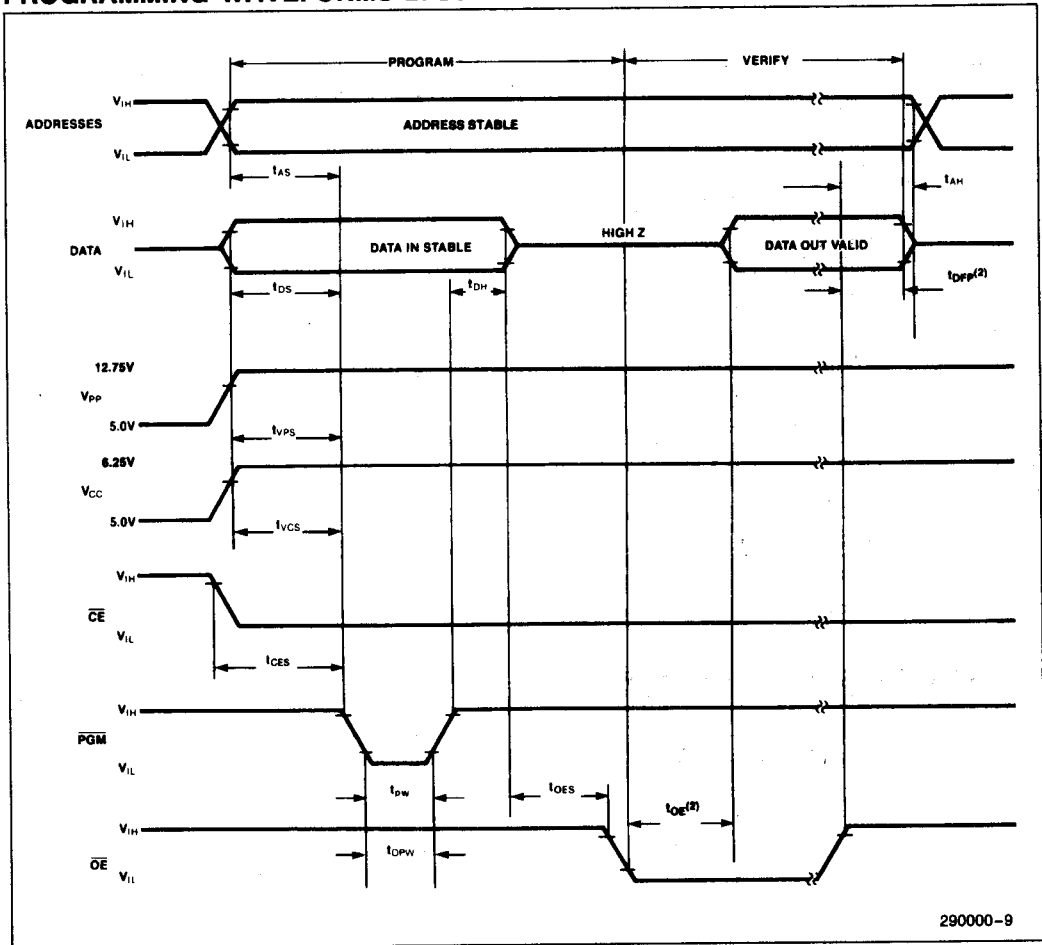 PROGRAM
VERIFY
VIH
ADDRESSES
ADDRESS STABLE
VIL
tAS
tAH
VIH
DATA
DATA IN STABLE
HIGH Z
DATA OUT VALID
VIL
tDS
tDH
tDFP(2)
12.75V
VPP
5.0V
tVPS
6.25V
VCC
5.0V
tVCS
VIH
CE
VIL
tCES
VIH
PGM
VIL
tPW
tOES
tOE(2)
VIH
OE
tOPW
VIL
290000-9